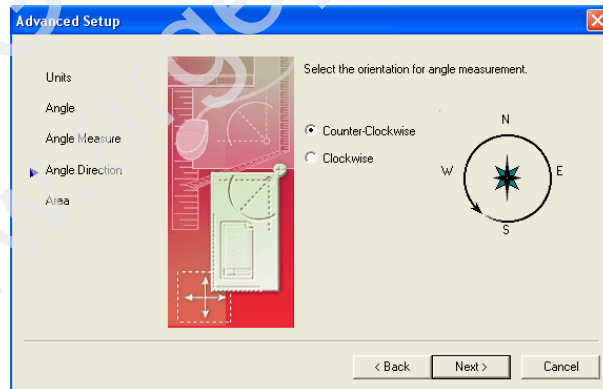 Advanced Setup
Units
Angle
Angle Measure
Angle Direction
Area
Select the orientation for angle measurement.
Counter-Clockwise
Clockwise
N
W
E
S
< Back
Next >
Cancel